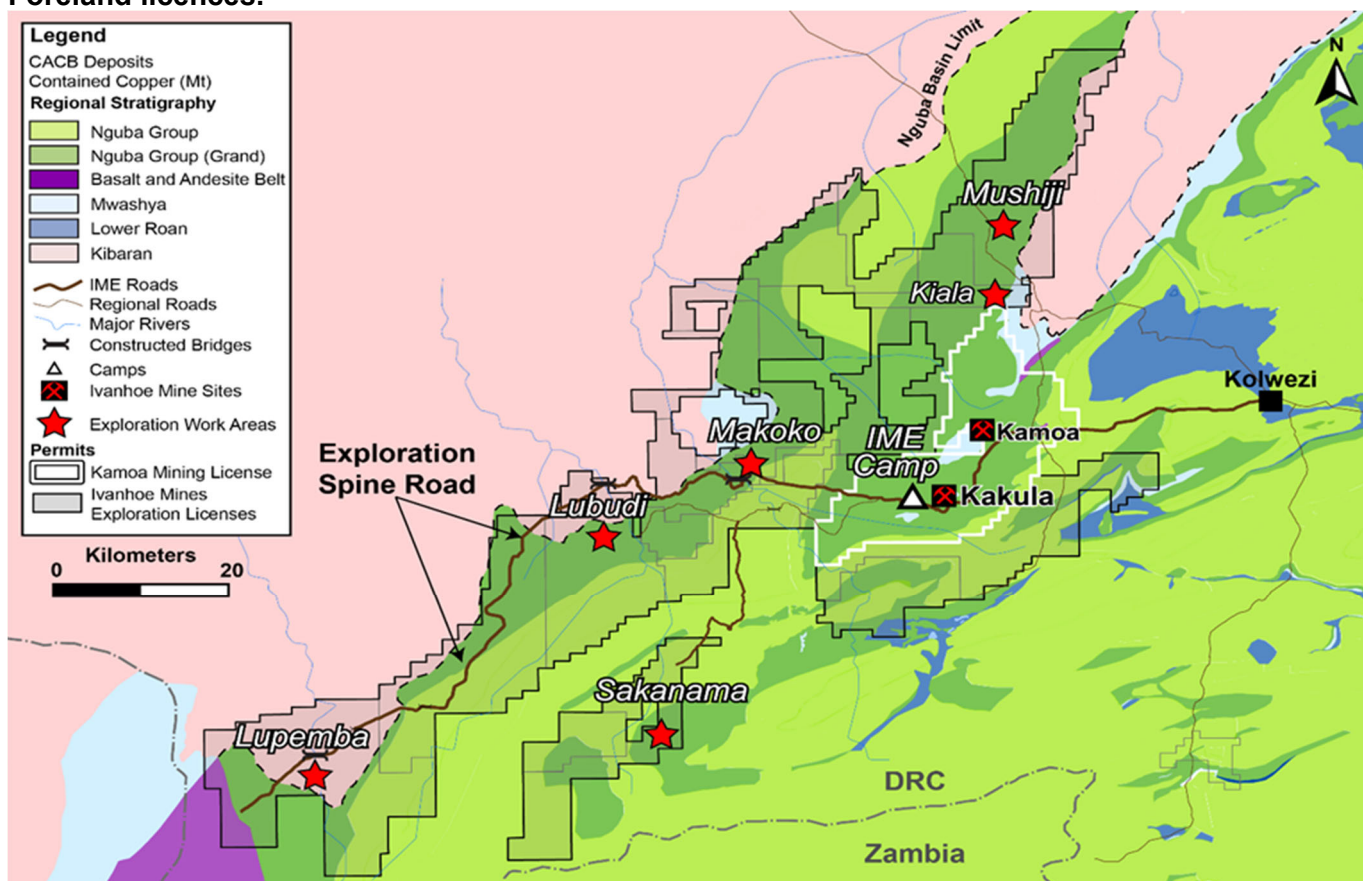 Foreland licences.
Legend
CACB Deposits
Contained Copper (Mt)
Regional Stratigraphy
Nguba Group
Nguba Group (Grand)
Basalt and Andesite Belt
Mwashya
Lower Roan
Kibaran
IME Roads
Regional Roads
Major Rivers
Constructed Bridges
Camps
Ivanhoe Mine Sites
Exploration Work Areas
Permits
Kamoa Mining License
Ivanhoe Mines
Exploration Licenses
Kilometers
0 20
N
Nguba Basin Limit
Mushiji
Kiala
Kolwezi
Makoko
IME
Camp
Kamoa
Kakula
Exploration
Spine Road
Lubudi
Sakanama
Lupemba
DRC
Zambia